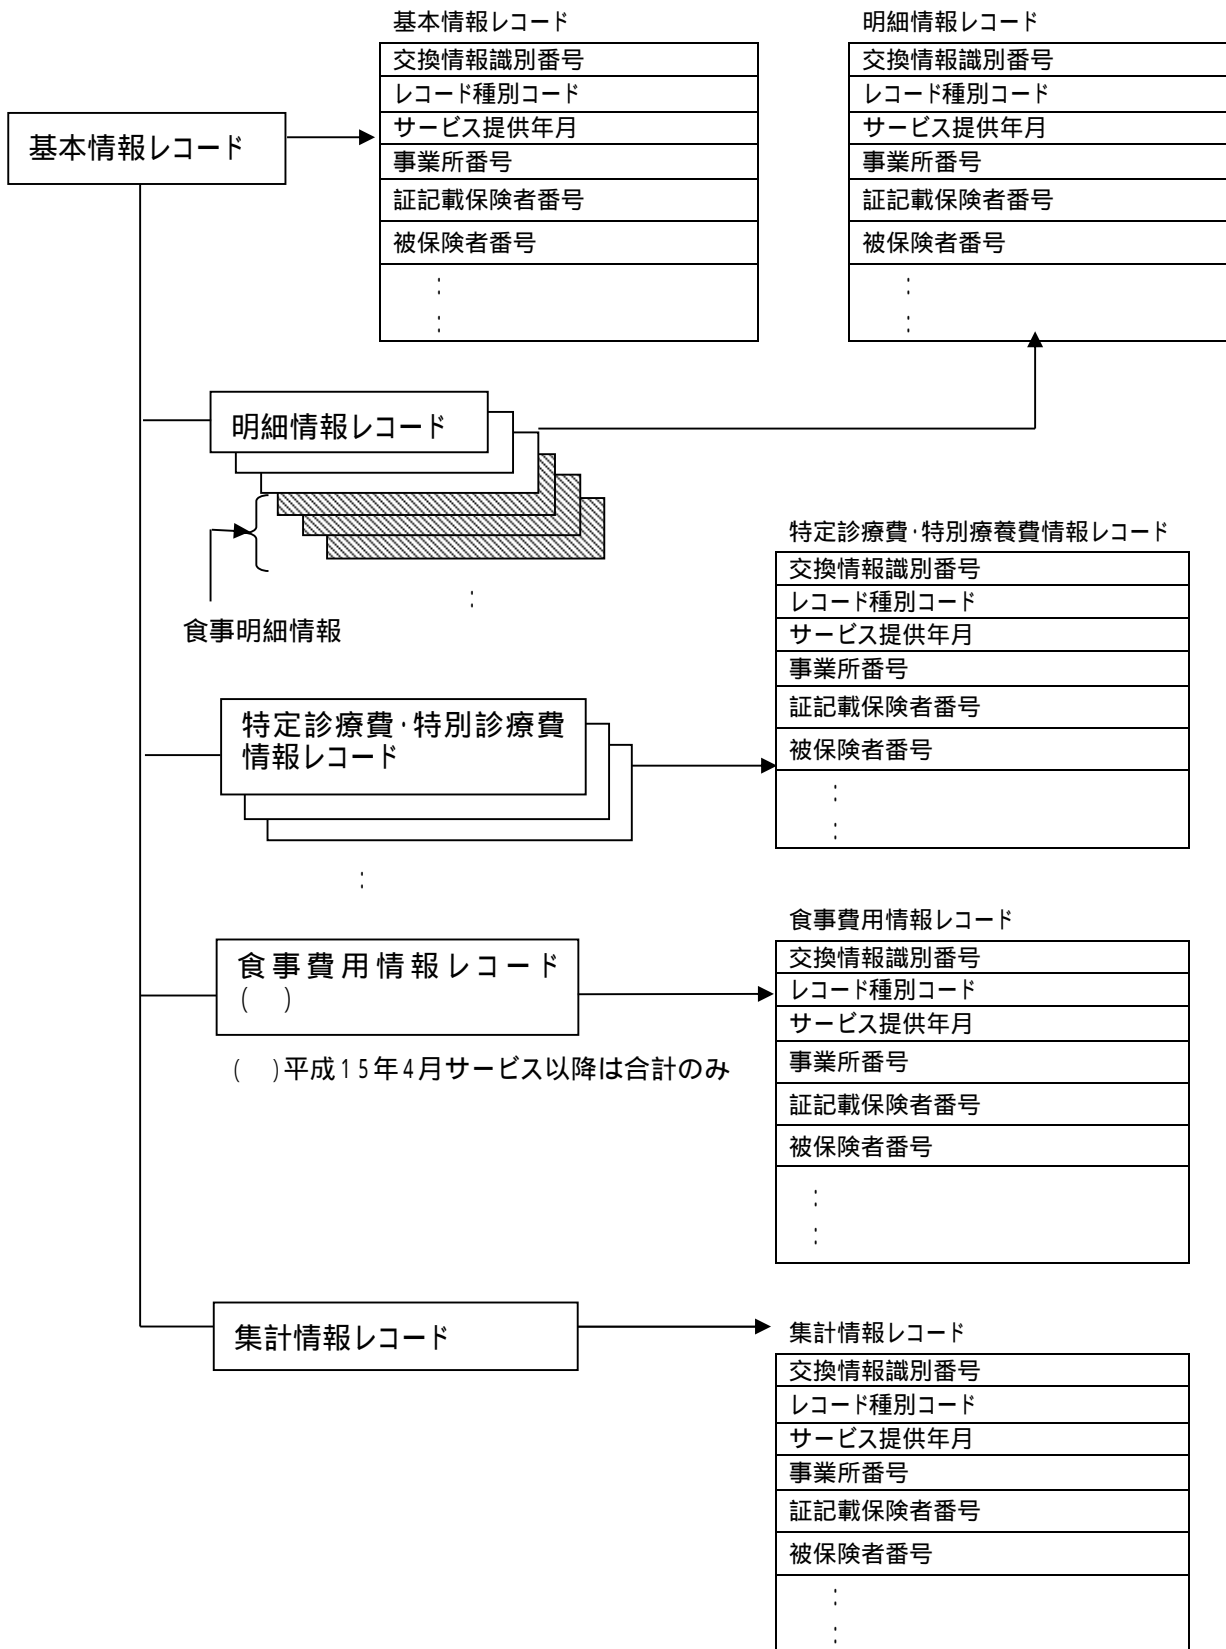 基本情報レコード
交換情報識別番号
レコード種別コード
サービス提供年月
事業所番号
証記載保険者番号
被保険者番号
:
:
明細情報レコード
交換情報識別番号
レコード種別コード
サービス提供年月
事業所番号
証記載保険者番号
被保険者番号
:
:
基本情報レコード
明細情報レコード
:
食事明細情報
特定診療費・特別療養費情報レコード
交換情報識別番号
レコード種別コード
サービス提供年月
事業所番号
証記載保険者番号
被保険者番号
:
:
特定診療費・特別診療費
情報レコード
:
食事費用情報レコード
交換情報識別番号
レコード種別コード
サービス提供年月
事業所番号
証記載保険者番号
被保険者番号
:
:
食事費用情報レコード
(　)
(　)平成15年4月サービス以降は合計のみ
集計情報レコード
集計情報レコード
交換情報識別番号
レコード種別コード
サービス提供年月
事業所番号
証記載保険者番号
被保険者番号
:
: